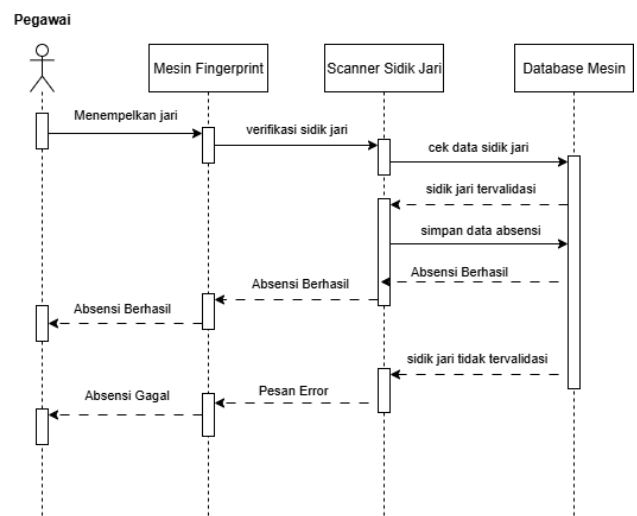 Pegawai
Mesin Fingerprint
Scanner Sidik Jari
Database Mesin
Menempelkan jari
verifikasi sidik jari
cek data sidik jari
sidik jari tervalidasi
simpan data absensi
Absensi Berhasil
Absensi Berhasil
Absensi Berhasil
sidik jari tidak tervalidasi
Pesan Error
Absensi Gagal